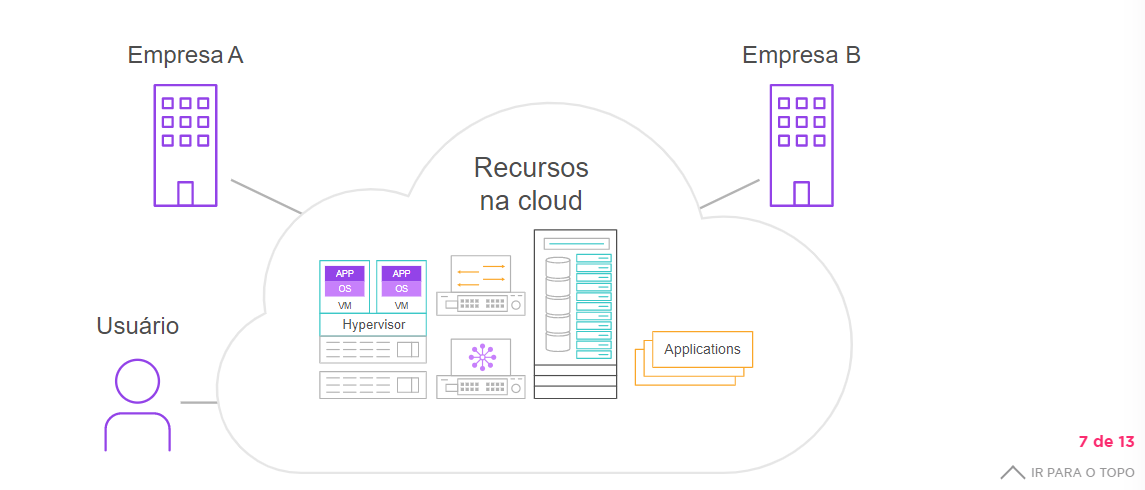 Empresa A
Empresa B
Recursos
na cloud
APP
APP
OS
OS
VM
VM
Hypervisor
Applications
Usuário
7 de 13
IR PARA O TOPO